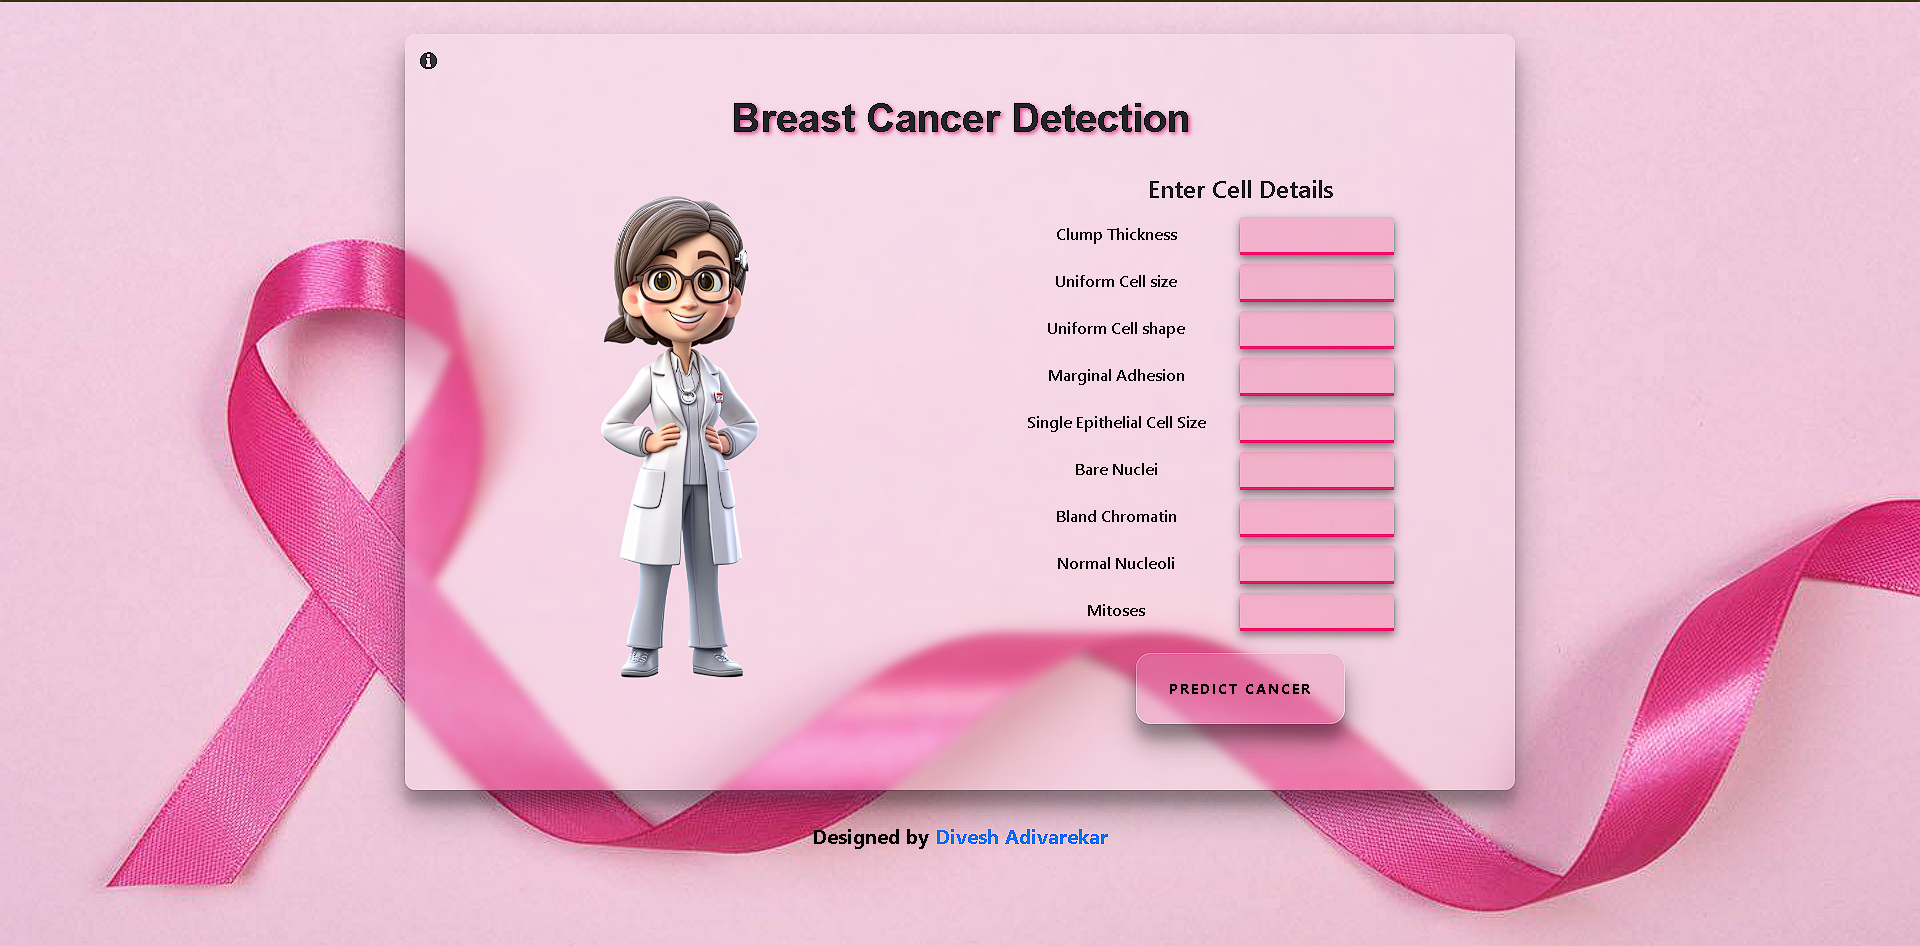 Breast Cancer Detection
Enter Cell Details
Clump Thickness
Uniform Cell size
Uniform Cell shape
Marginal Adhesion
Single Epithelial Cell Size
Bare Nuclei
Bland Chromatin
Normal Nucleoli
Mitoses
PREDICT CANCER
Designed by Divesh Adivarekar